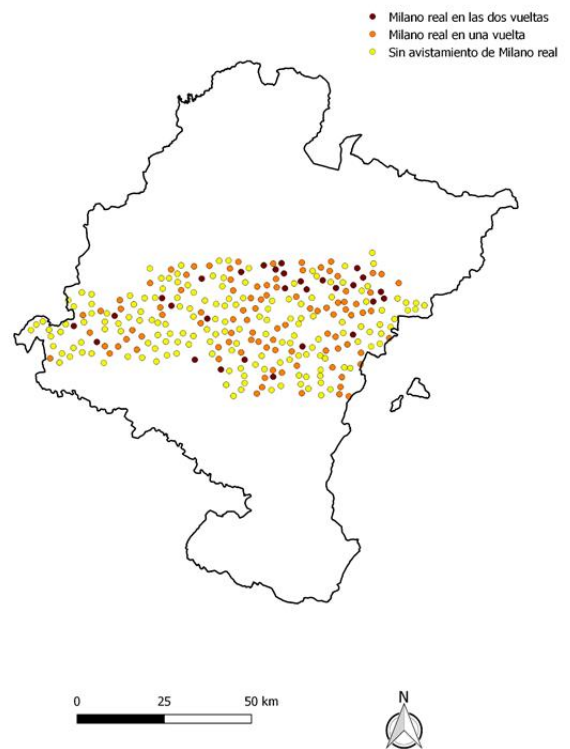 Milano real en las dos vueltas
Milano real en una vuelta
Sin avistamiento de Milano real
0 25 50 km
N